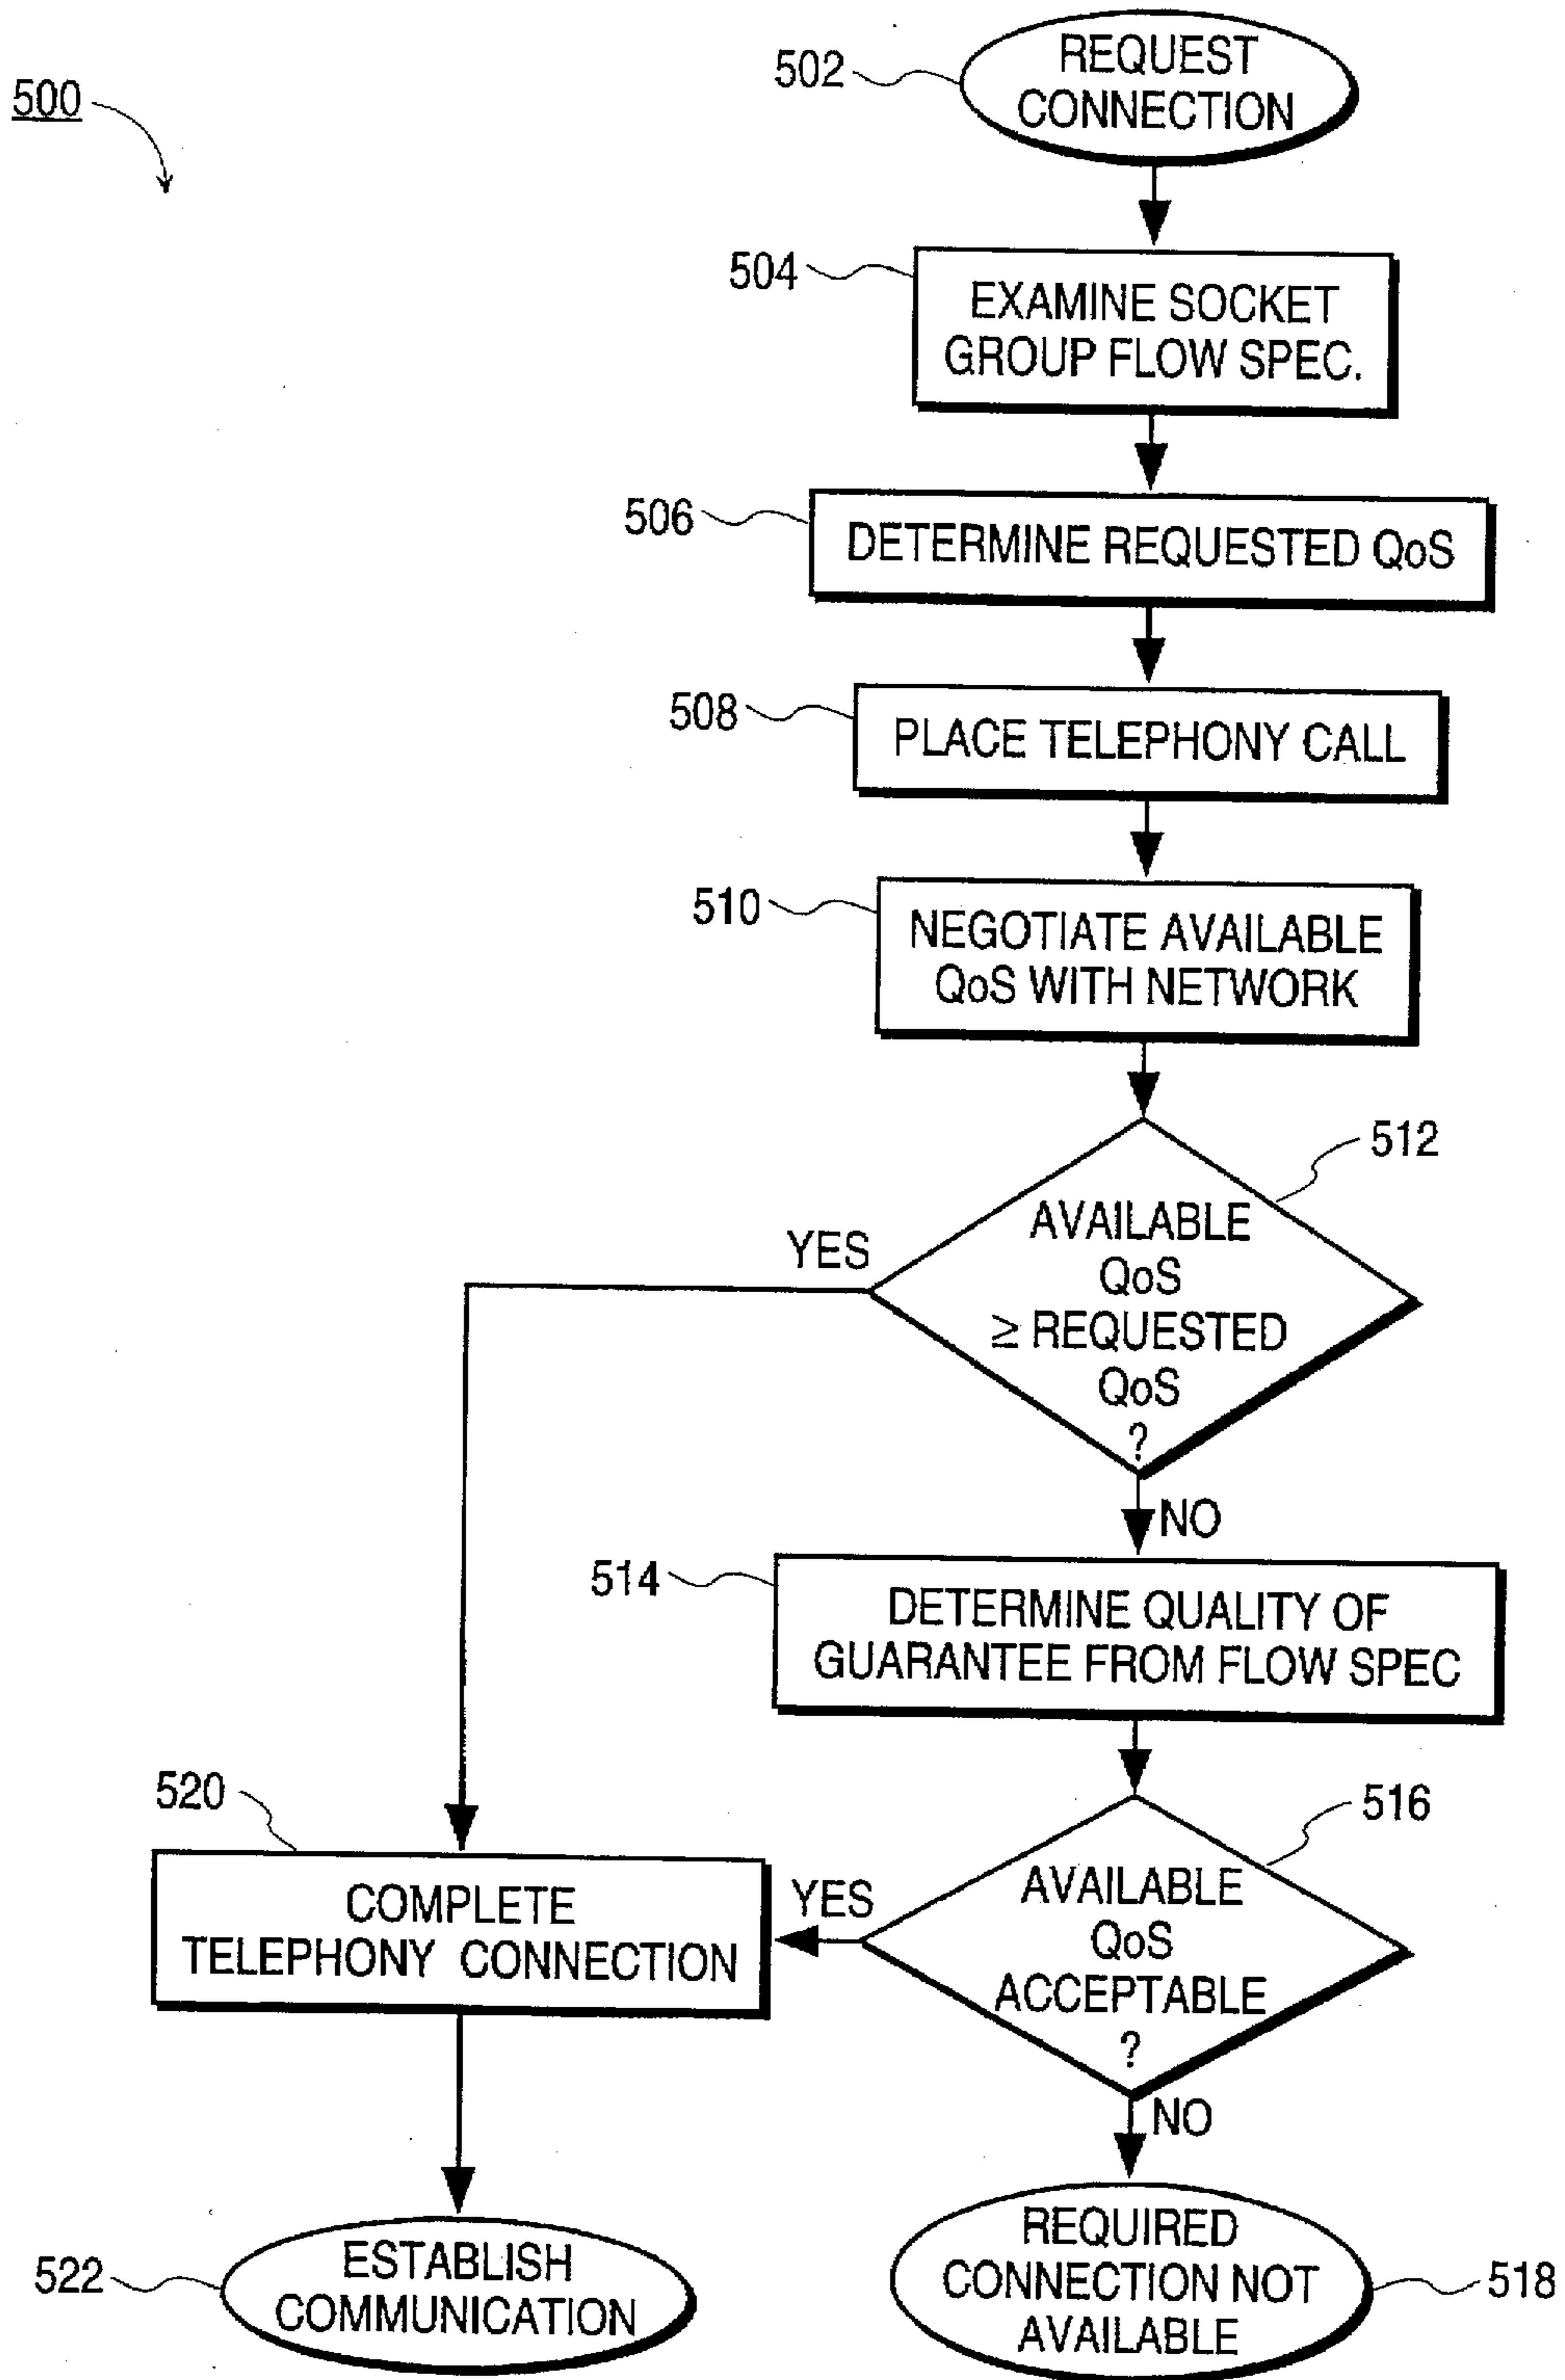 500
502
REQUEST
CONNECTION
504
EXAMINE SOCKET
GROUP FLOW SPEC.
506
DETERMINE REQUESTED QoS
508
PLACE TELEPHONY CALL
510
NEGOTIATE AVAILABLE
QoS WITH NETWORK
512
AVAILABLE
QoS
≥ REQUESTED
QoS
?
YES
NO
514
DETERMINE QUALITY OF
GUARANTEE FROM FLOW SPEC
516
AVAILABLE
QoS
ACCEPTABLE
?
YES
NO
520
COMPLETE
TELEPHONY CONNECTION
522
ESTABLISH
COMMUNICATION
REQUIRED
CONNECTION NOT
AVAILABLE
518